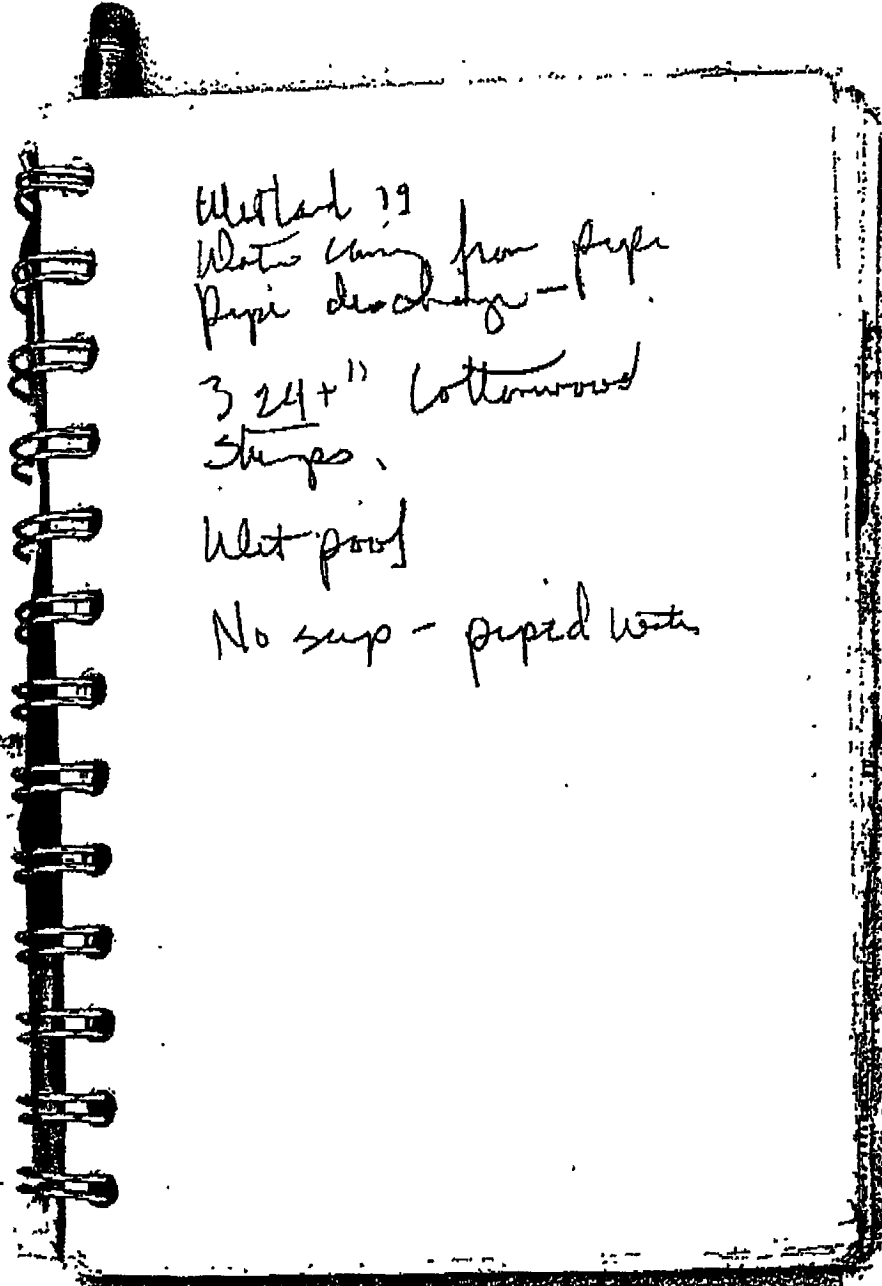 Wetland 19
Water coming from pipe
Pipe discharge -
3 24+" Cottonwood
Stumps.
Wet pool
No seep - piped water